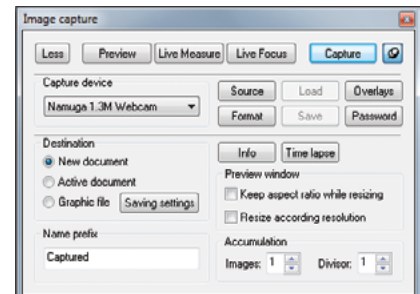 Image capture
Less Preview Live Measure Live Focus Capture
Capture device
Namuga 1.3M Webcam
Source Load Overlays
Format Save Password
Destination
New document
Active document
Graphic file Saving settings
Info Time lapse
Preview window
Keep aspect ratio while resizing
Resize according resolution
Name prefix
Captured
Accumulation
Images: 1 Divisor: 1